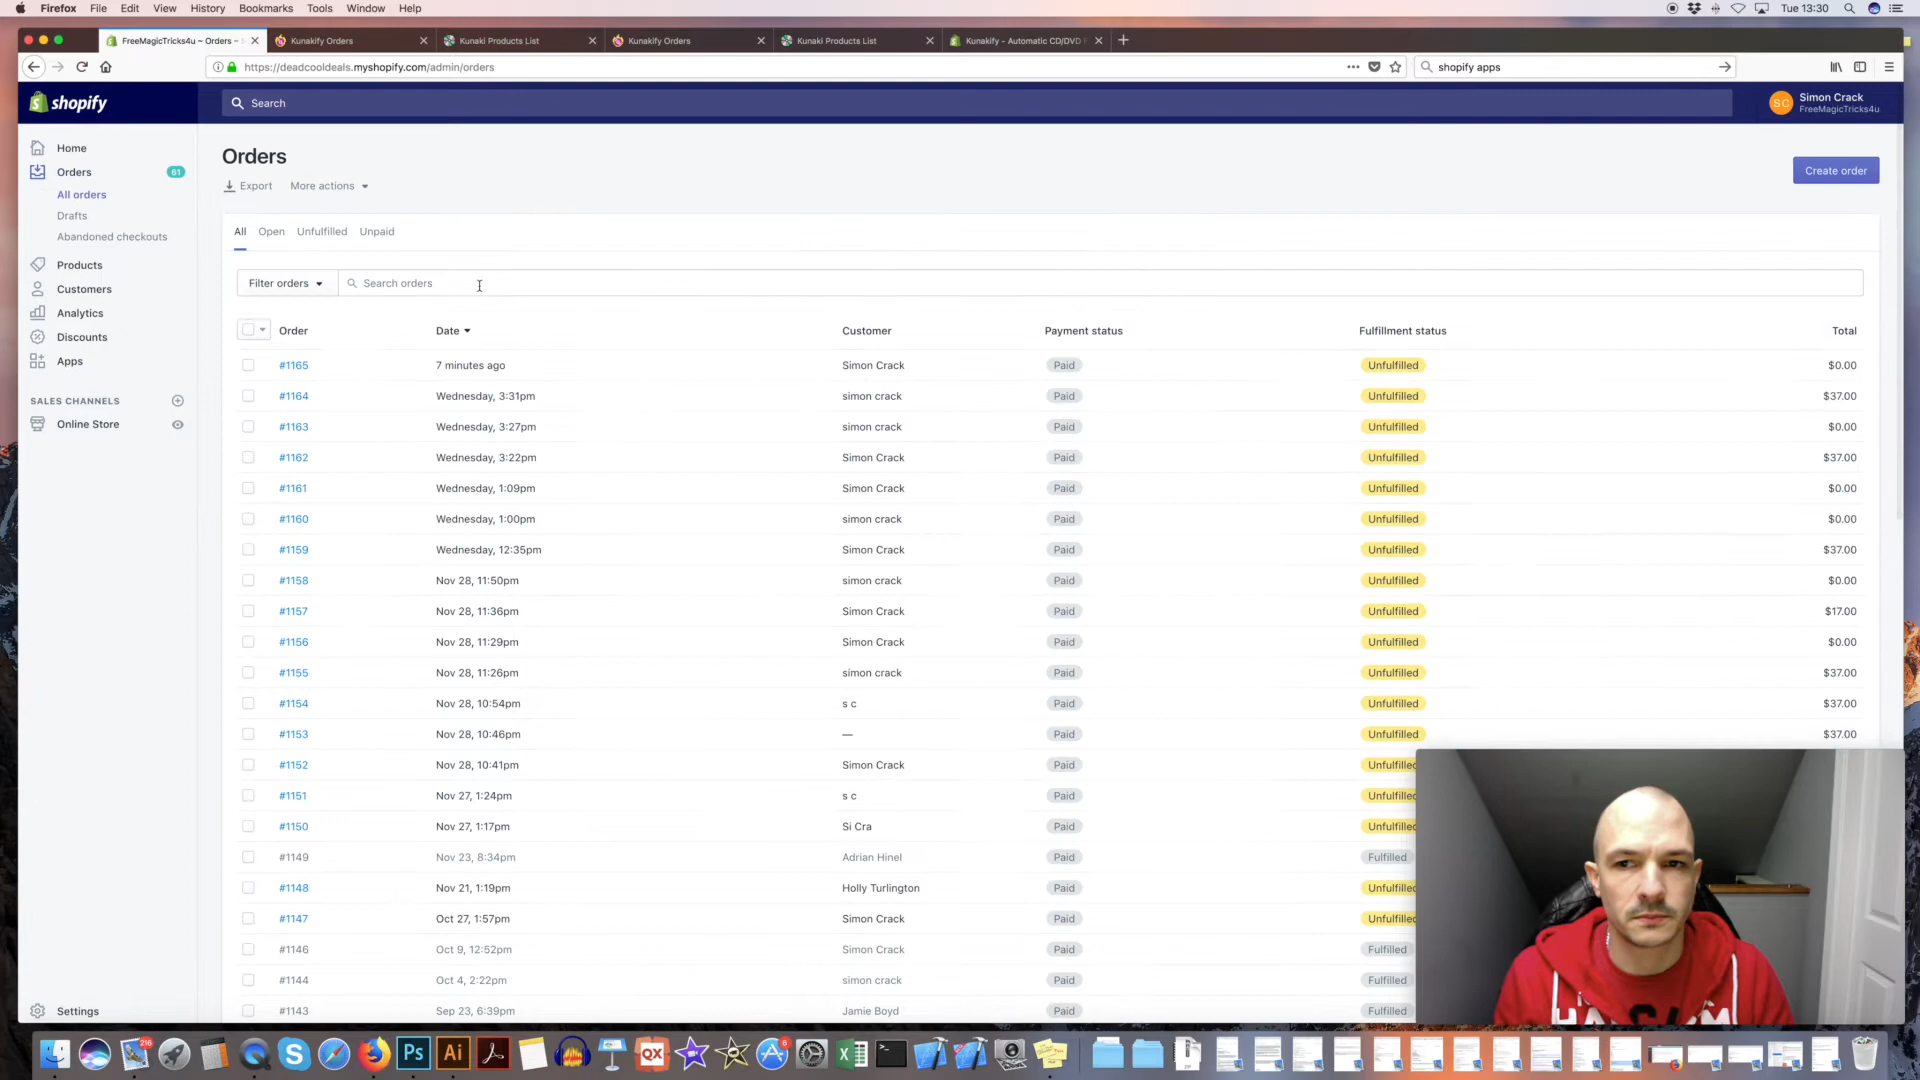 Firefox File Edit View History Bookmarks Tools Window Help Tue 13:30
FreeMagicTricks4u ~ Orders ~ Kunakify Orders Kunaki Products List Kunakify Orders Kunaki Products List Kunakify - Automatic CD/DVD
https://deadcooldeals.myshopify.com/admin/orders shopify apps
shopify Search SC Simon Crack
FreeMagicTricks4u
Home
Orders 61
All orders
Drafts
Abandoned checkouts
Products
Customers
Analytics
Discounts
Apps
SALES CHANNELS
Online Store
Settings
Orders
Export More actions
Create order
All Open Unfulfilled Unpaid
Filter orders Search orders
Order Date Customer Payment status Fulfillment status Total
#1165 7 minutes ago Simon Crack Paid Unfulfilled $0.00
#1164 Wednesday, 3:31pm simon crack Paid Unfulfilled $37.00
#1163 Wednesday, 3:27pm simon crack Paid Unfulfilled $0.00
#1162 Wednesday, 3:22pm Simon Crack Paid Unfulfilled $37.00
#1161 Wednesday, 1:09pm Simon Crack Paid Unfulfilled $0.00
#1160 Wednesday, 1:00pm simon crack Paid Unfulfilled $0.00
#1159 Wednesday, 12:35pm Simon Crack Paid Unfulfilled $37.00
#1158 Nov 28, 11:50pm simon crack Paid Unfulfilled $0.00
#1157 Nov 28, 11:36pm Simon Crack Paid Unfulfilled $17.00
#1156 Nov 28, 11:29pm Simon Crack Paid Unfulfilled $0.00
#1155 Nov 28, 11:26pm simon crack Paid Unfulfilled $37.00
#1154 Nov 28, 10:54pm s c Paid Unfulfilled $37.00
#1153 Nov 28, 10:46pm — Paid Unfulfilled $37.00
#1152 Nov 28, 10:41pm Simon Crack Paid Unfulfilled
#1151 Nov 27, 1:24pm s c Paid Unfulfilled
#1150 Nov 27, 1:17pm Si Cra Paid Unfulfilled
#1149 Nov 23, 8:34pm Adrian Hinel Paid Fulfilled
#1148 Nov 21, 1:19pm Holly Turlington Paid Unfulfilled
#1147 Oct 27, 1:57pm Simon Crack Paid Unfulfilled
#1146 Oct 9, 12:52pm Simon Crack Paid Fulfilled
#1144 Oct 4, 2:22pm simon crack Paid Fulfilled
#1143 Sep 23, 6:39pm Jamie Boyd Paid Fulfilled
216 Ps Ai QX 6